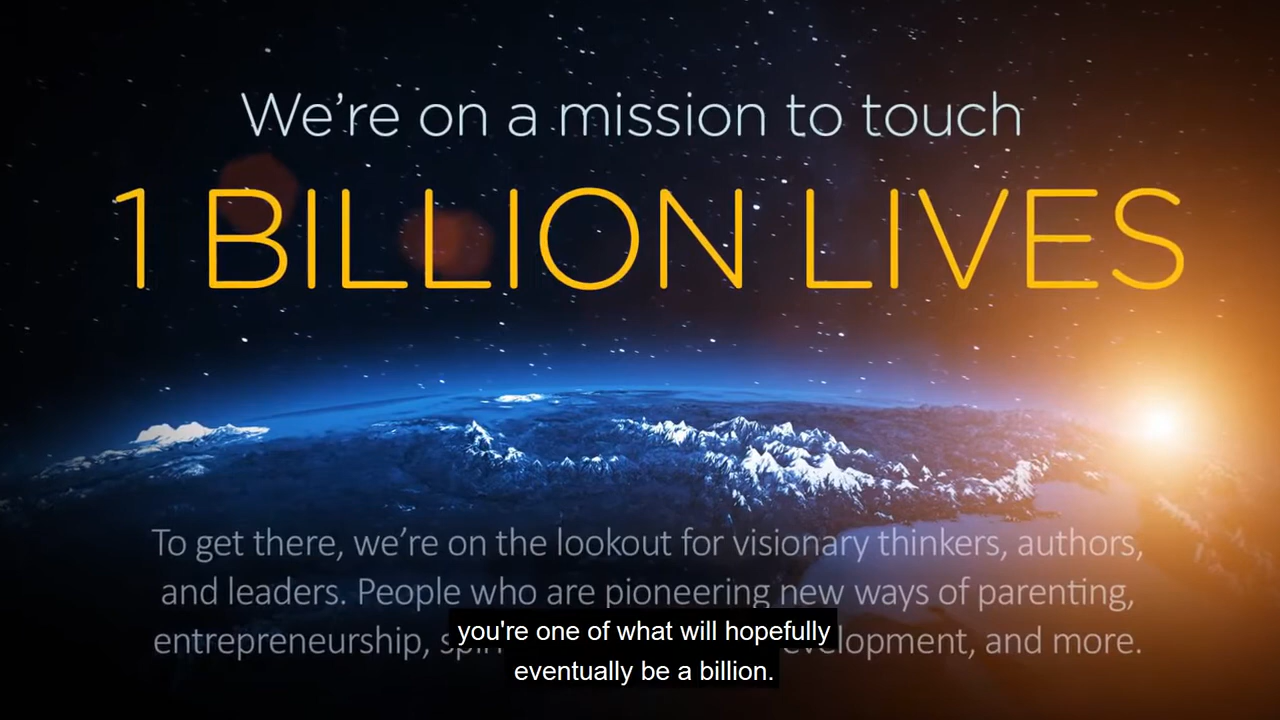 We're on a mission to touch
1 BILLION LIVES
To get there, we're on the lookout for visionary thinkers, authors,
and leaders. People who are pioneering new ways of parenting,
entrepreneurship, and more.
you're one of what will hopefully
eventually be a billion.